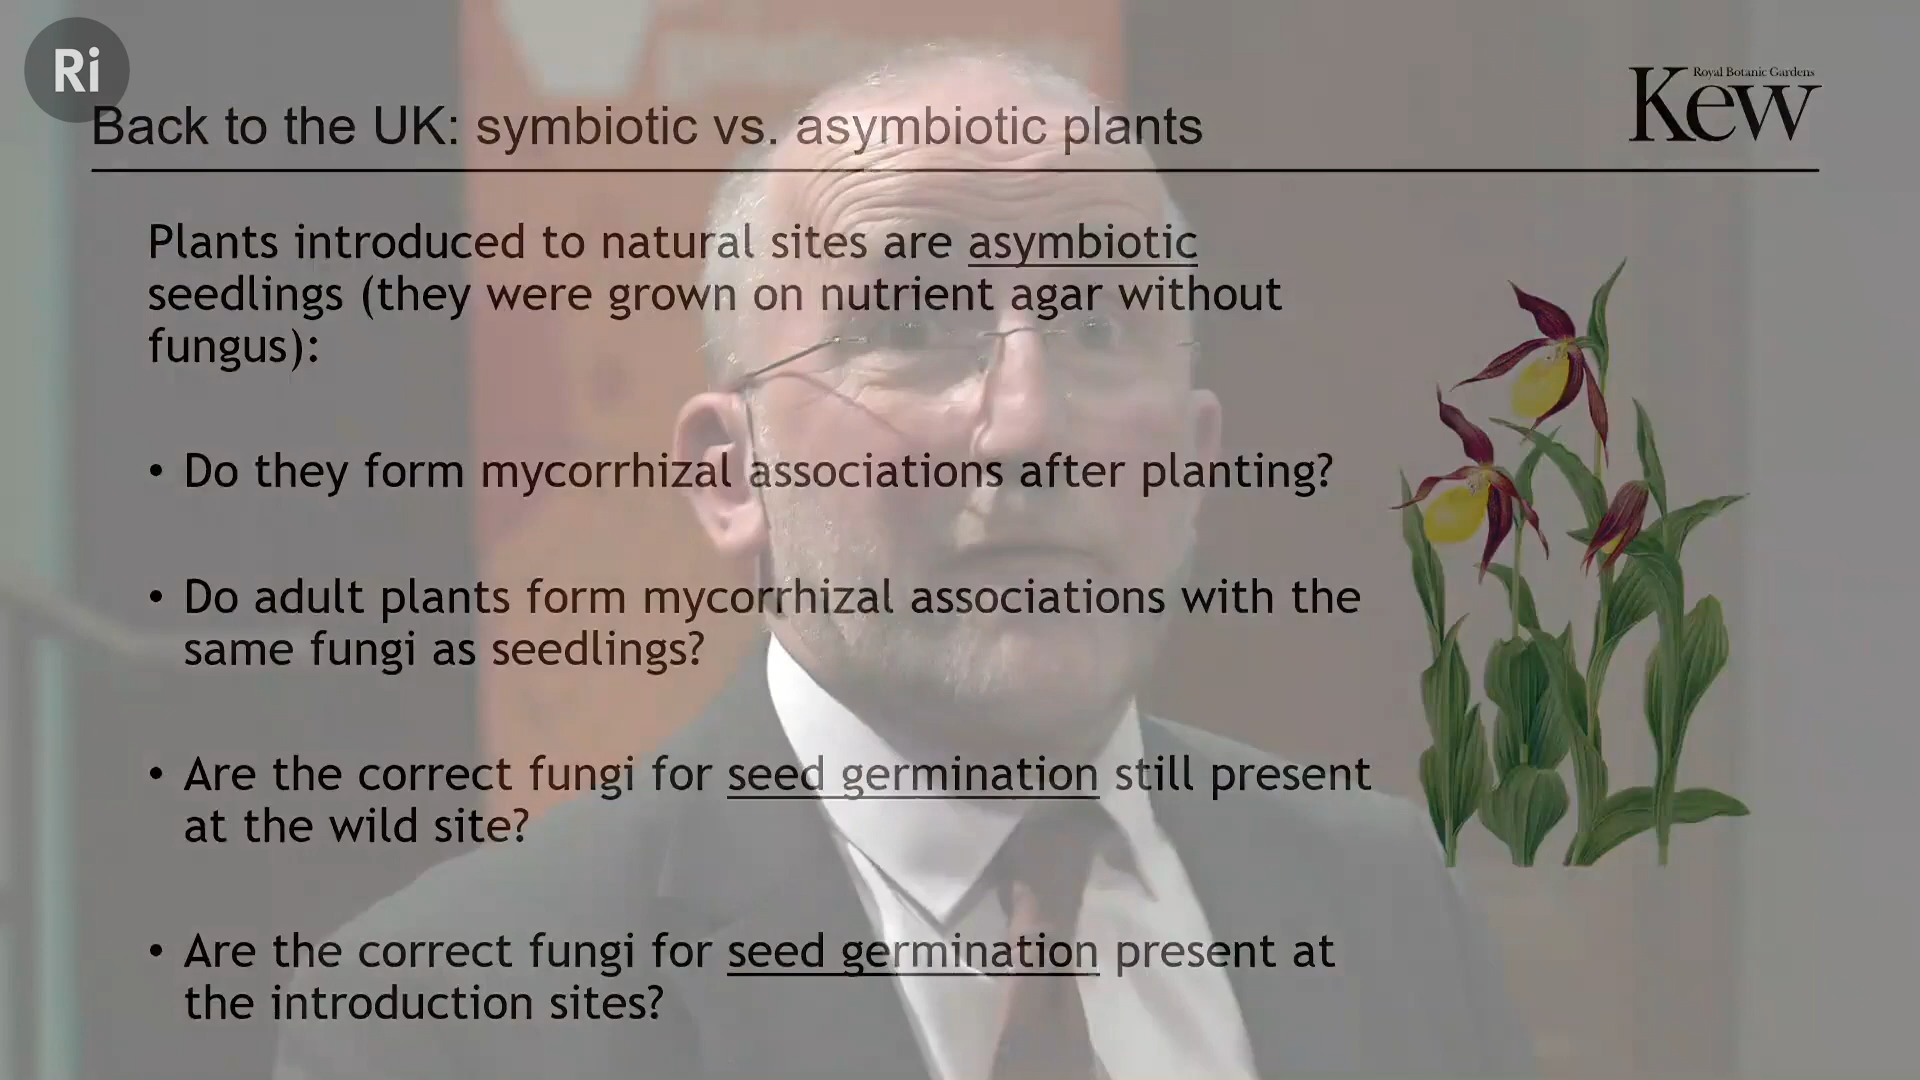 Ri
Royal Botanic Gardens
Kew
Back to the UK: symbiotic vs. asymbiotic plants
Plants introduced to natural sites are asymbiotic
seedlings (they were grown on nutrient agar without
fungus):
• Do they form mycorrhizal associations after planting?
• Do adult plants form mycorrhizal associations with the
same fungi as seedlings?
• Are the correct fungi for seed germination still present
at the wild site?
• Are the correct fungi for seed germination present at
the introduction sites?